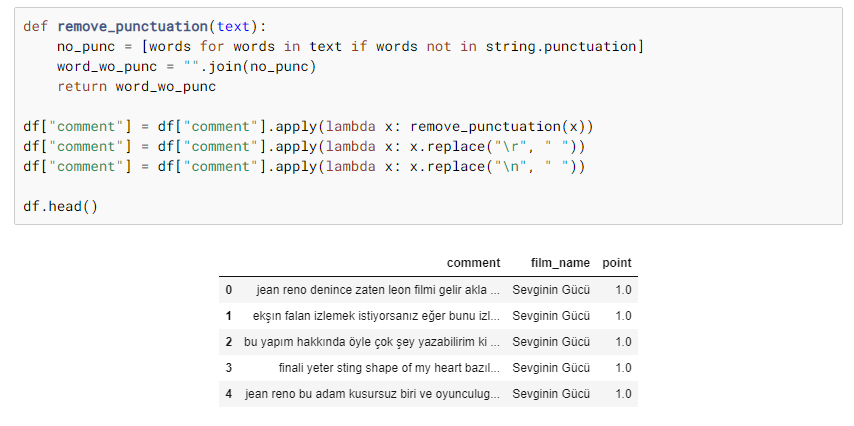 def remove_punctuation(text):
    no_punc = [words for words in text if words not in string.punctuation]
    word_wo_punc = "".join(no_punc)
    return word_wo_punc

df["comment"] = df["comment"].apply(lambda x: remove_punctuation(x))
df["comment"] = df["comment"].apply(lambda x: x.replace("\r", " "))
df["comment"] = df["comment"].apply(lambda x: x.replace("\n", " "))

df.head()

comment film_name point
0 jean reno denince zaten leon filmi gelir akla ... Sevginin Gücü 1.0
1 ekşın falan izlemek istiyorsanız eğer bunu izl... Sevginin Gücü 1.0
2 bu yapım hakkında öyle çok şey yazabilirim ki ... Sevginin Gücü 1.0
3 finali yeter sting shape of my heart bazıl... Sevginin Gücü 1.0
4 jean reno bu adam kusursuz biri ve oyunculug... Sevginin Gücü 1.0